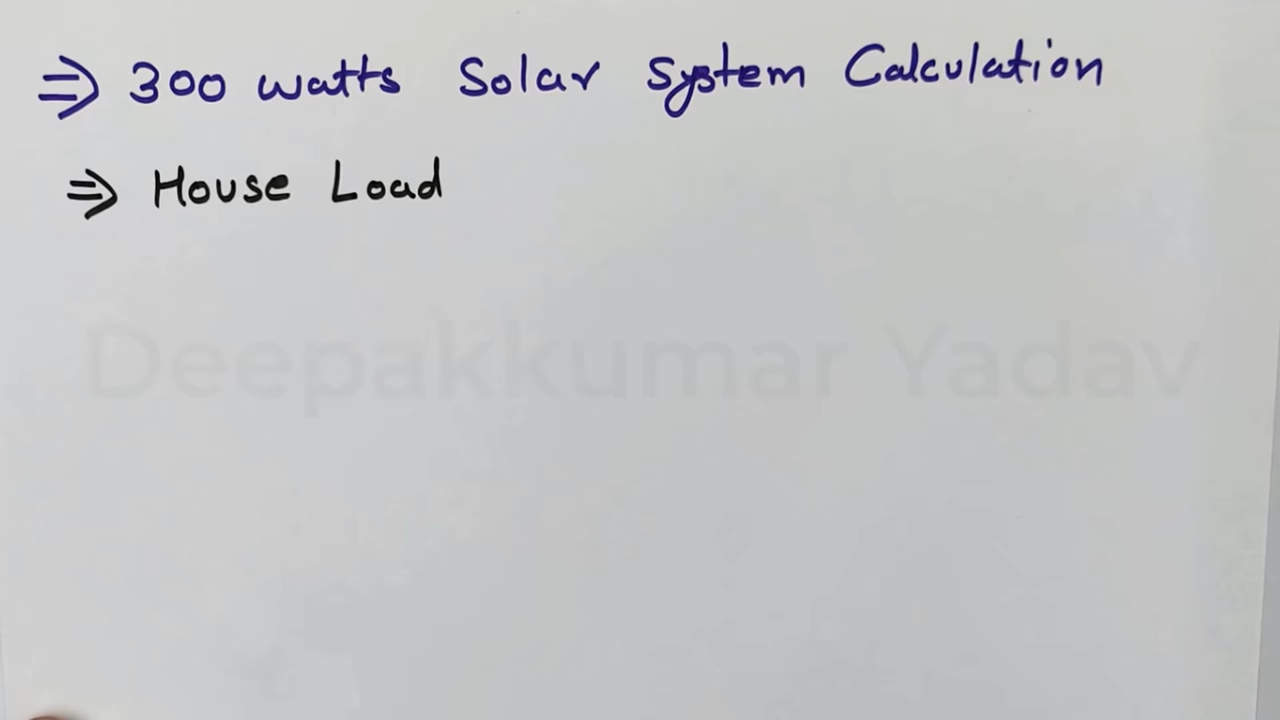 ⇒ 300 watts Solar System Calculation
⇒ House Load
Deepakkumar Yadav